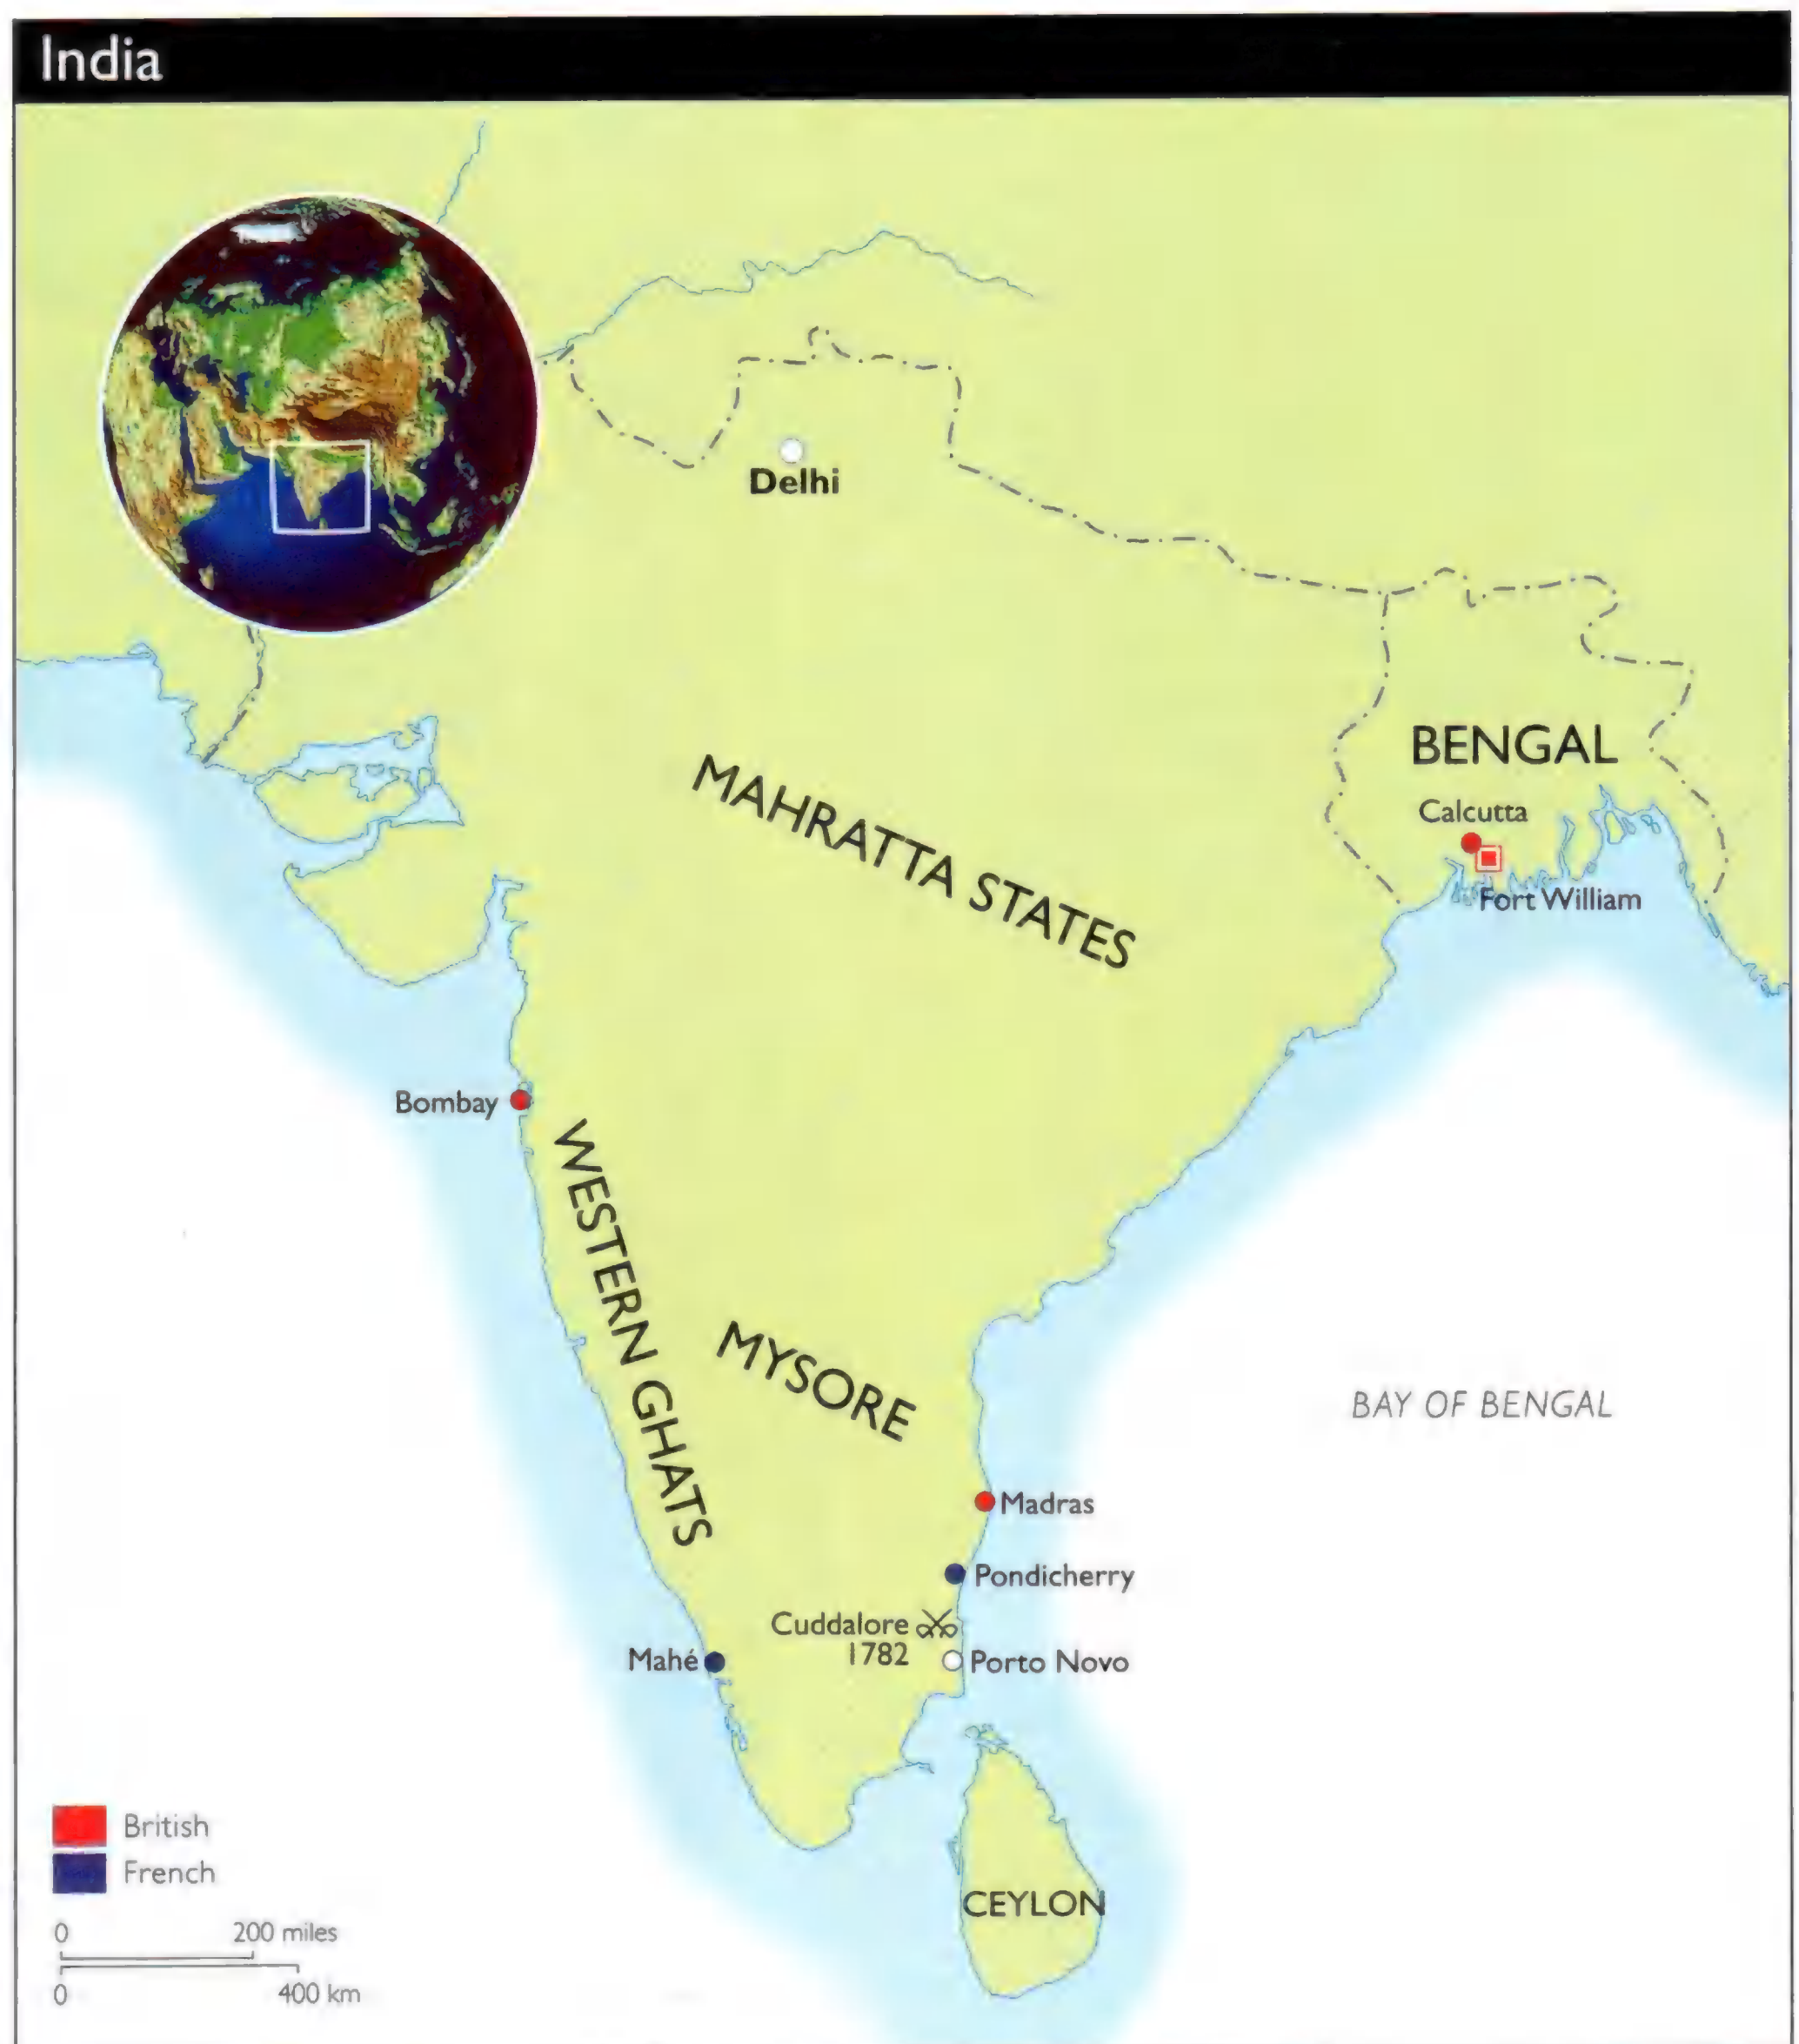 India
Delhi
MAHRATTA STATES
BENGAL
Calcutta
Fort William
Bombay
WESTERN GHATS
MYSORE
BAY OF BENGAL
Madras
Pondicherry
Cuddalore
1782
Mahé
Porto Novo
CEYLON
British
French
0 200 miles
0 400 km